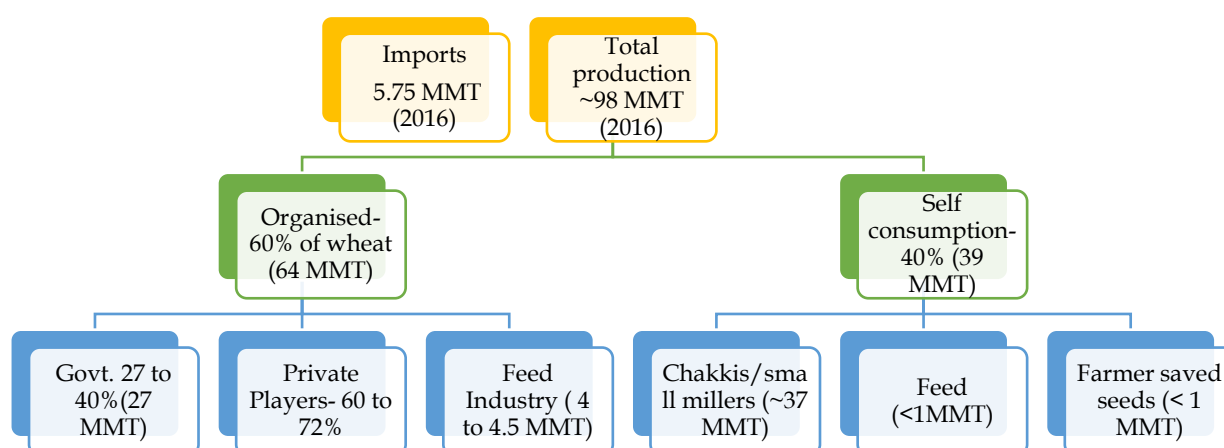 Imports
5.75 MMT
(2016)
Total
production
~98 MMT
(2016)
Organised-
60% of wheat
(64 MMT)
Self
consumption-
40% (39
MMT)
Govt. 27 to
40%(27
MMT)
Private
Players- 60 to
72%
Feed
Industry ( 4
to 4.5 MMT)
Chakkis/sma
ll millers (~37
MMT)
Feed
(<1MMT)
Farmer saved
seeds (< 1
MMT)